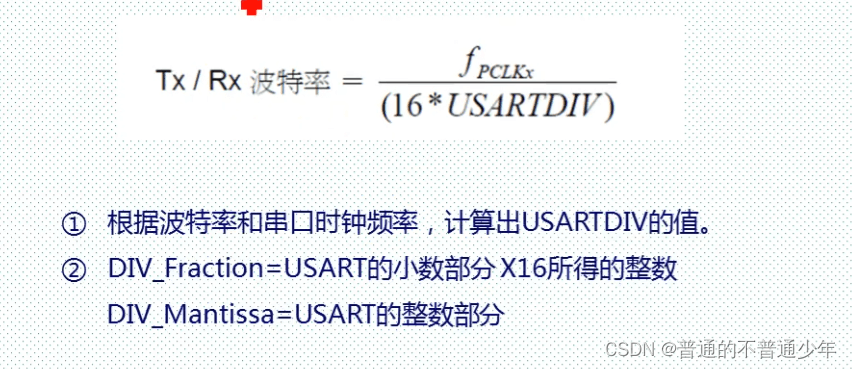 Tx / Rx 波特率 = f PCLKx / (16 * USARTDIV)
① 根据波特率和串口时钟频率，计算出USARTDIV的值。
② DIV_Fraction=USART的小数部分 X16所得的整数
DIV_Mantissa=USART的整数部分
CSDN @普通的不普通少年